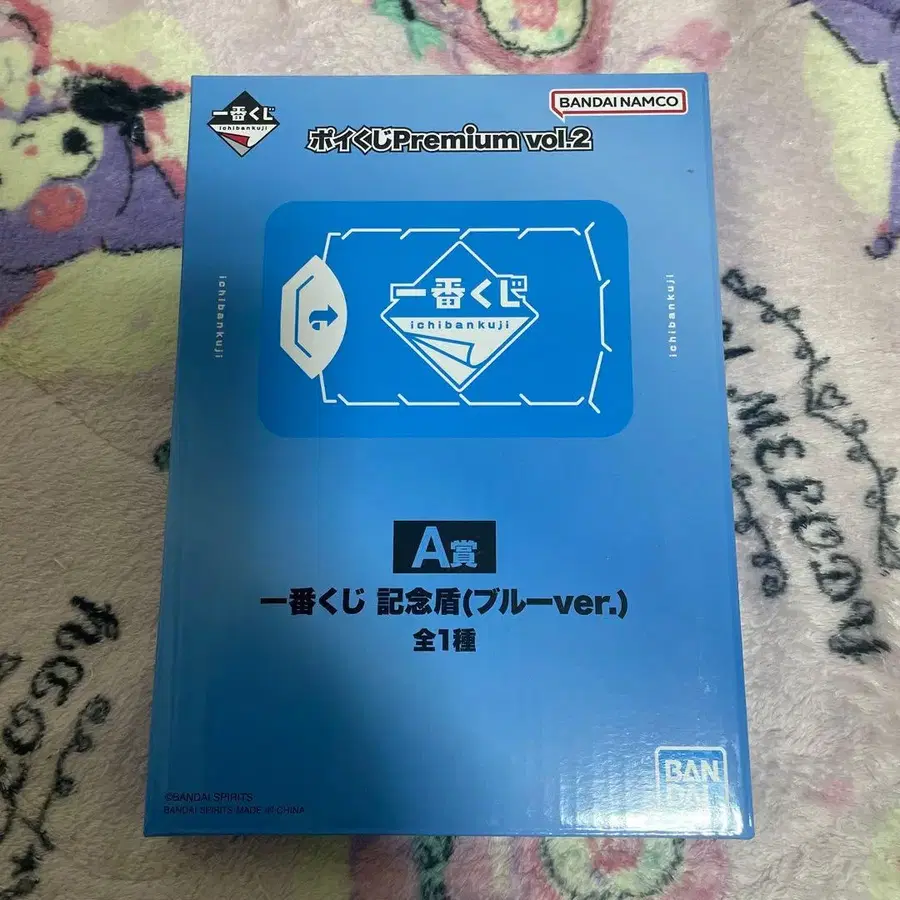 一番くじ
ichibankuji
BANDAI NAMCO
ポイくじPremium vol.2
ichibankuji
ichibankuji
一番くじ
ichibankuji
A賞
一番くじ 記念盾(ブルーver.)
全1種
©BANDAI SPIRITS
BANDAI SPIRITS MADE IN CHINA
BAN